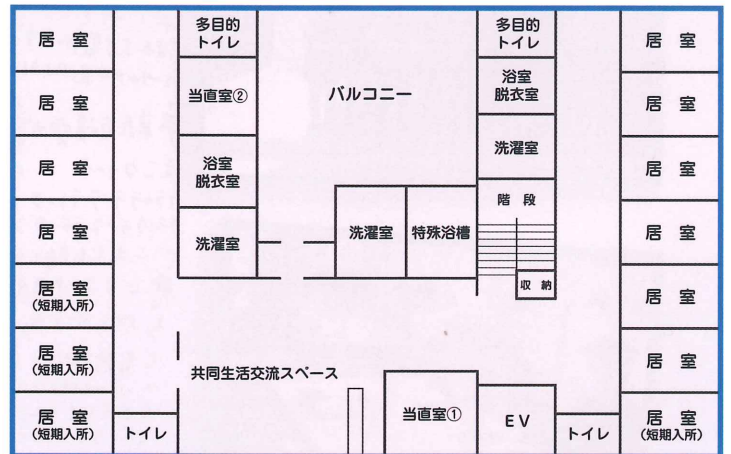 居 室
居 室
居 室
居 室
居 室
(短期入所)
居 室
(短期入所)
居 室
(短期入所)
トイレ
多目的
トイレ
当直室②
浴室
脱衣室
洗濯室
バルコニー
洗濯室
特殊浴槽
多目的
トイレ
浴室
脱衣室
洗濯室
階 段
収 納
共同生活交流スペース
当直室①
EV
トイレ
居 室
居 室
居 室
居 室
居 室
居 室
居 室
(短期入所)